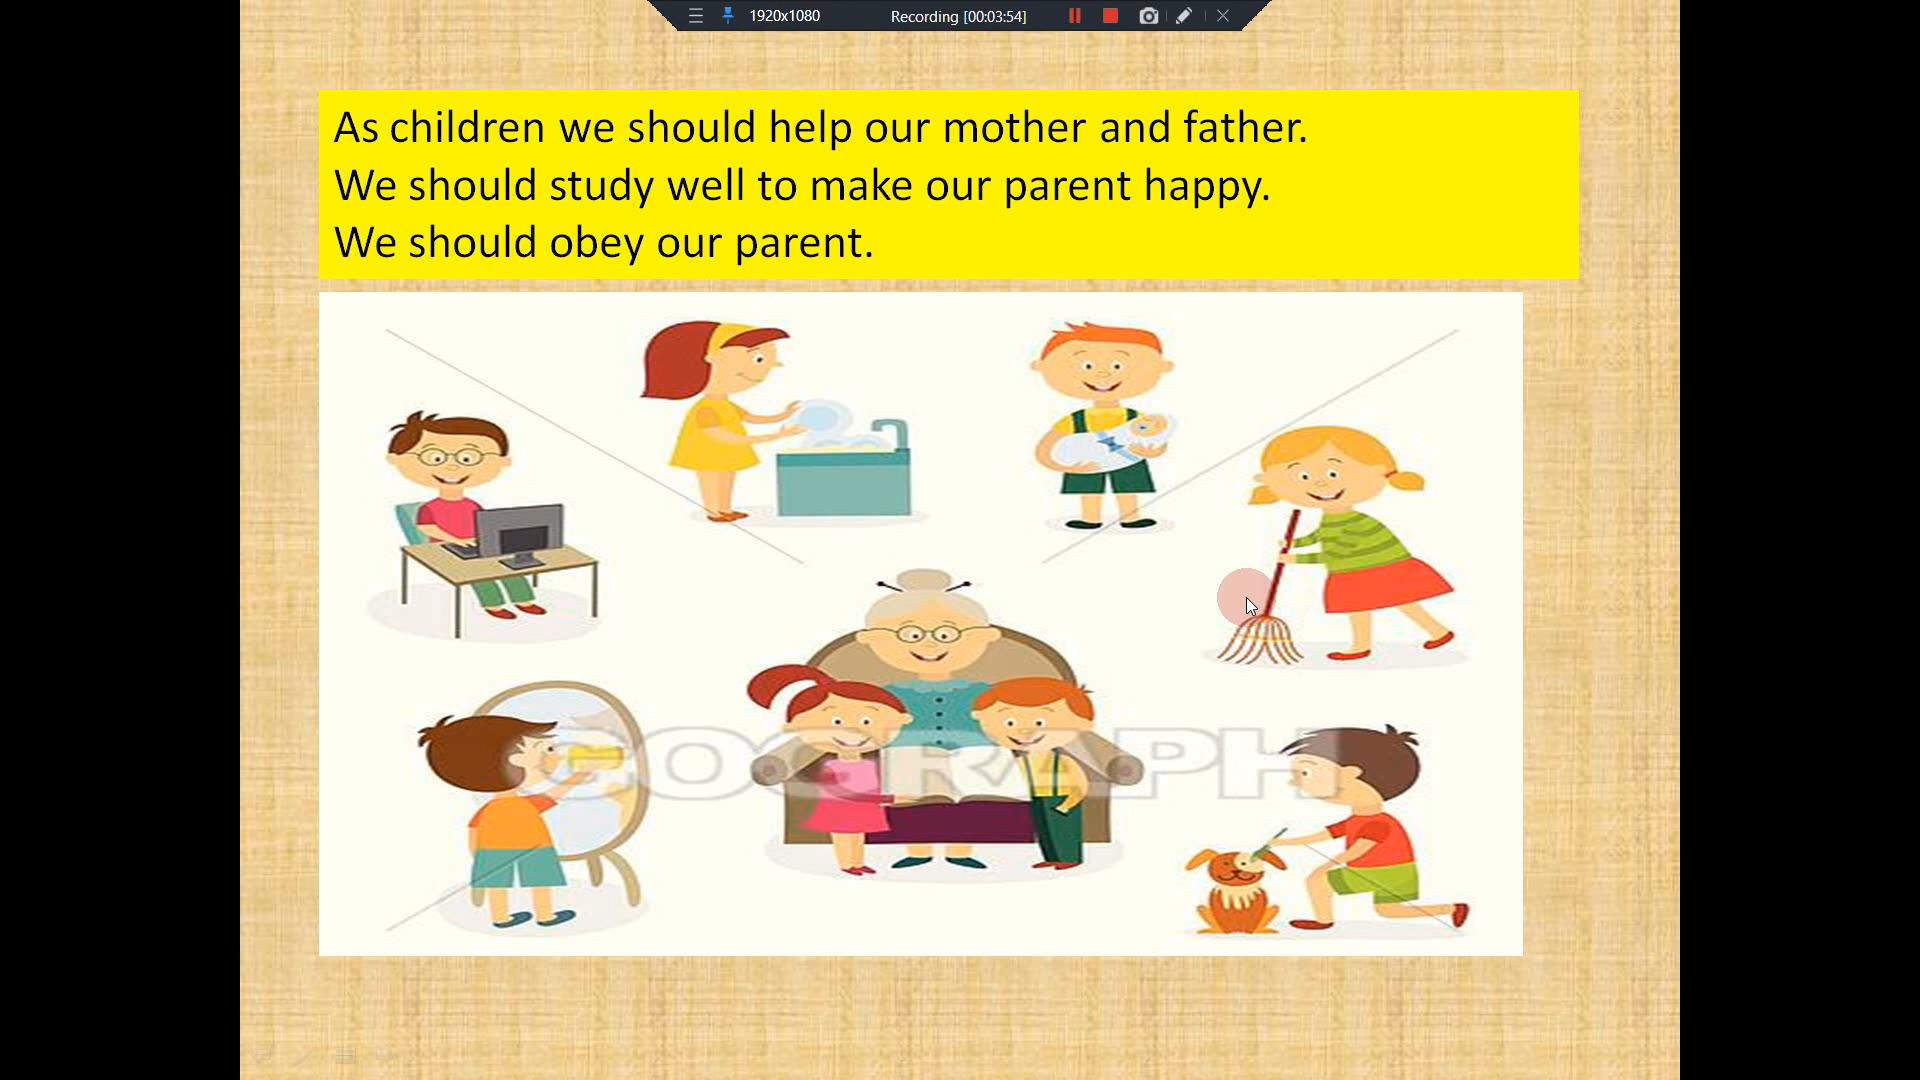 1920x1080 Recording [00:03:54]
As children we should help our mother and father.
We should study well to make our parent happy.
We should obey our parent.
GOGRAPH